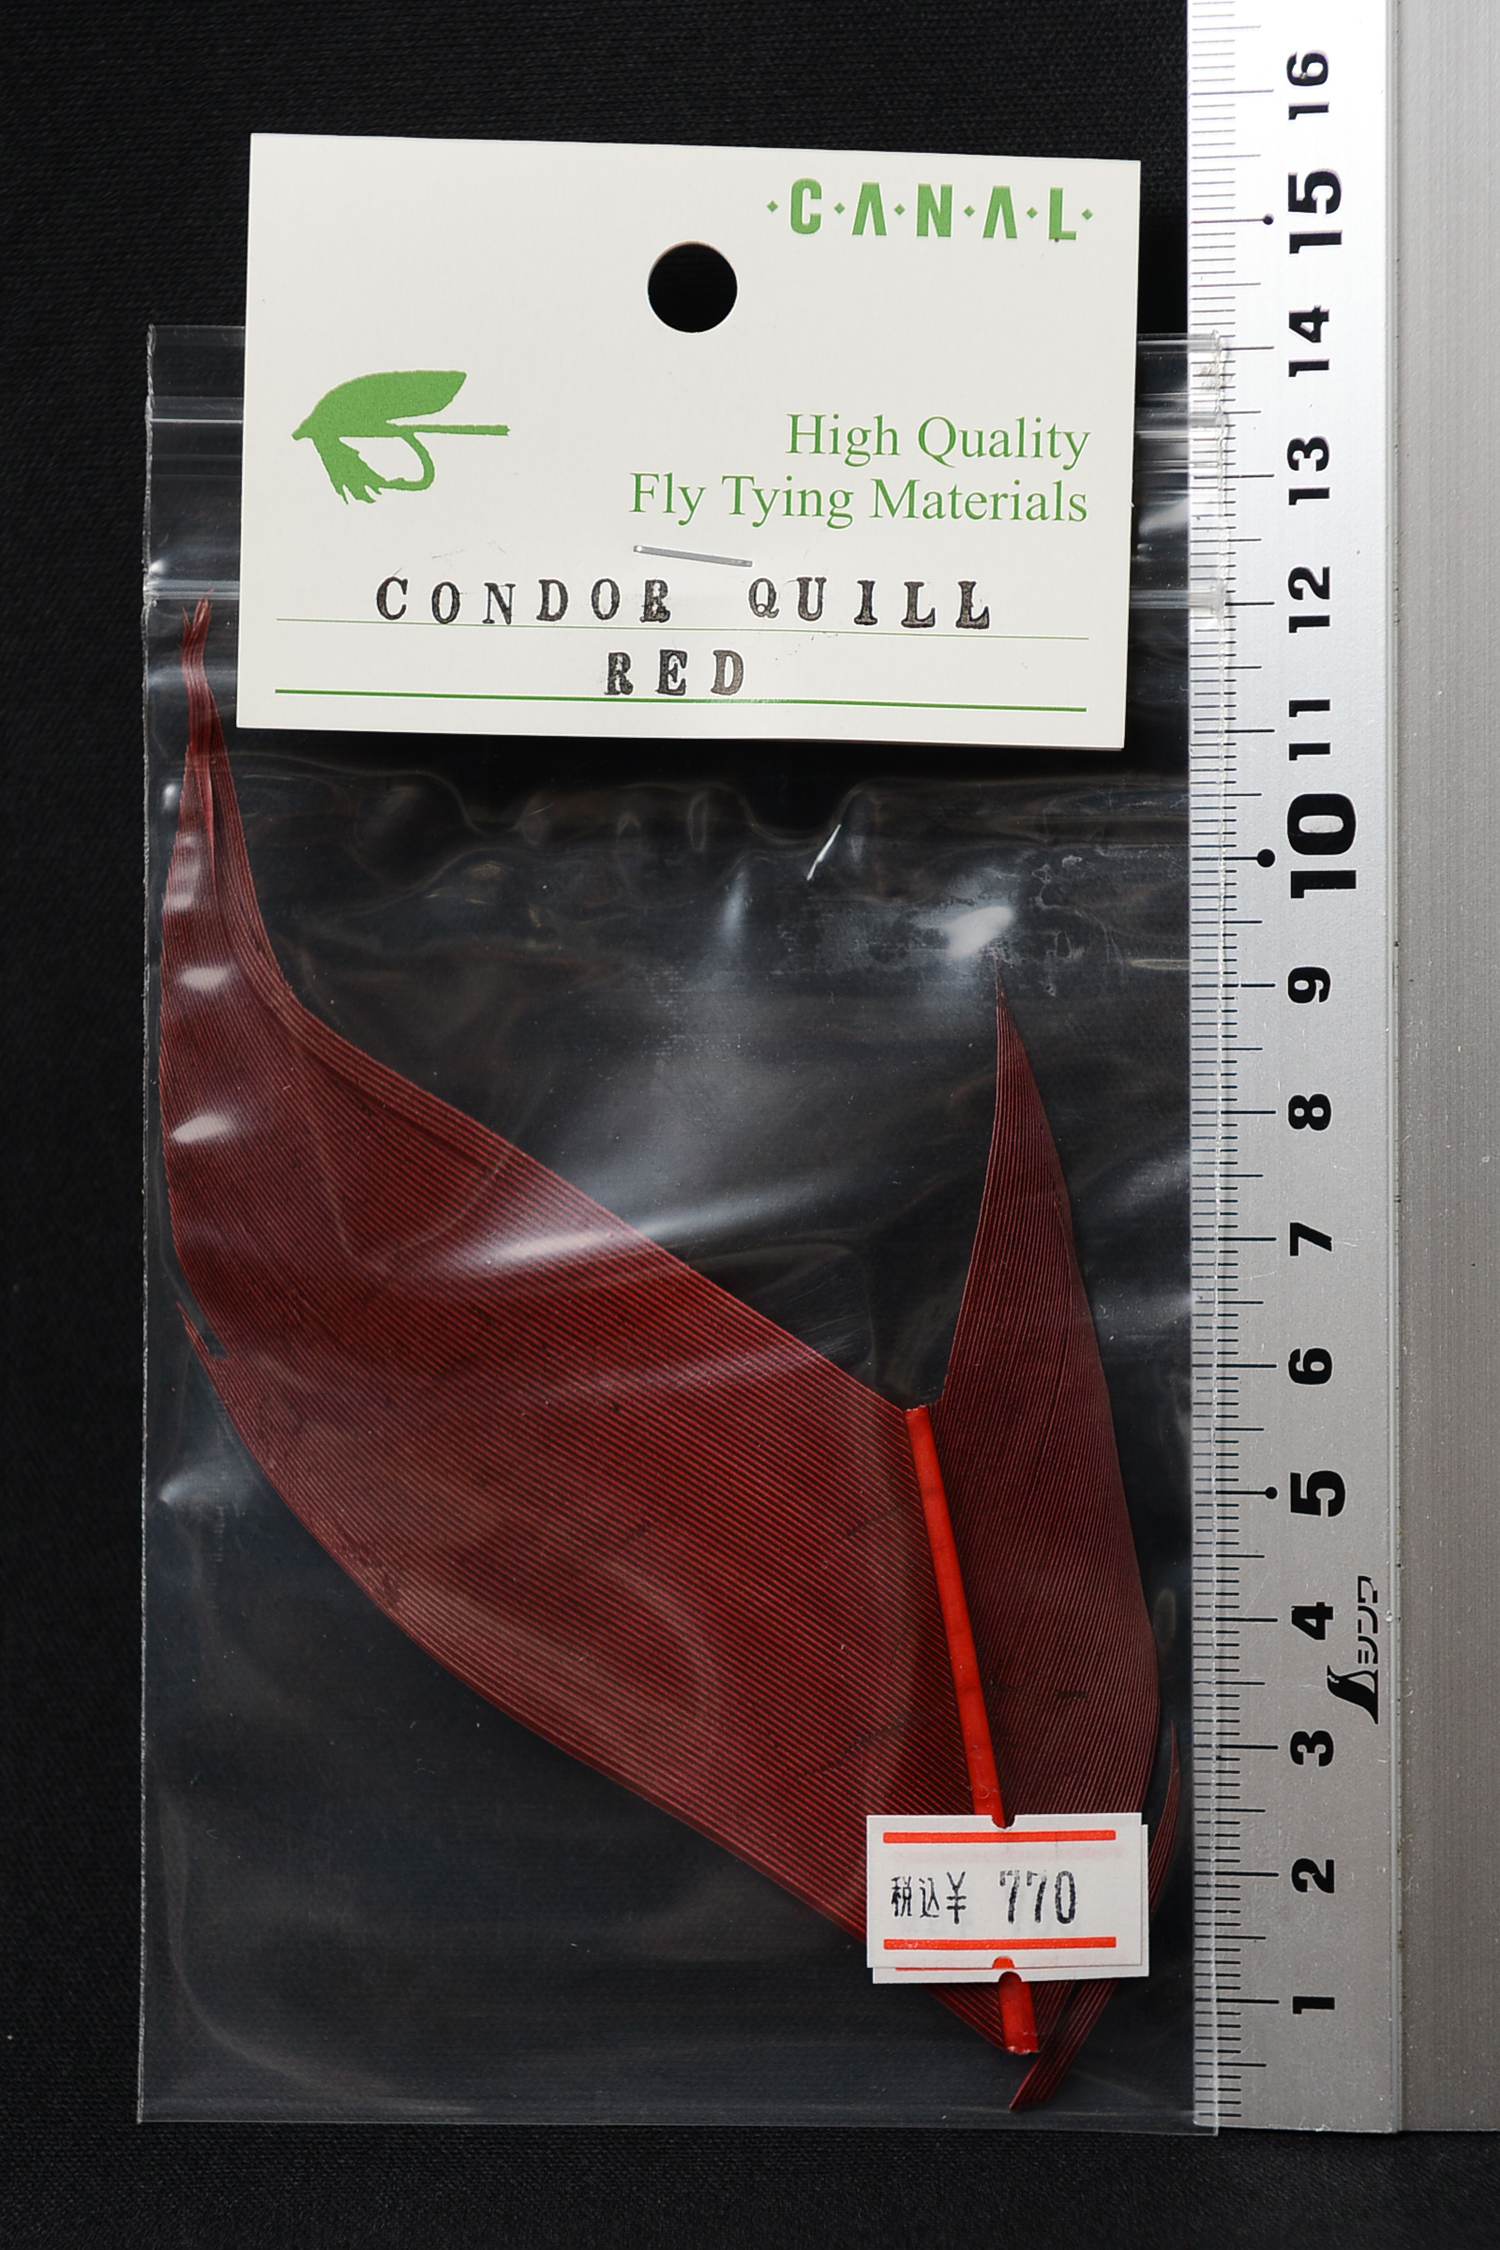 ·C·A·N·A·L·
High Quality
Fly Tying Materials
CONDOR QUILL
RED
税込¥ 770
16
15
14
13
12
11
10
9
8
7
6
5
4
シンワ
3
2
1